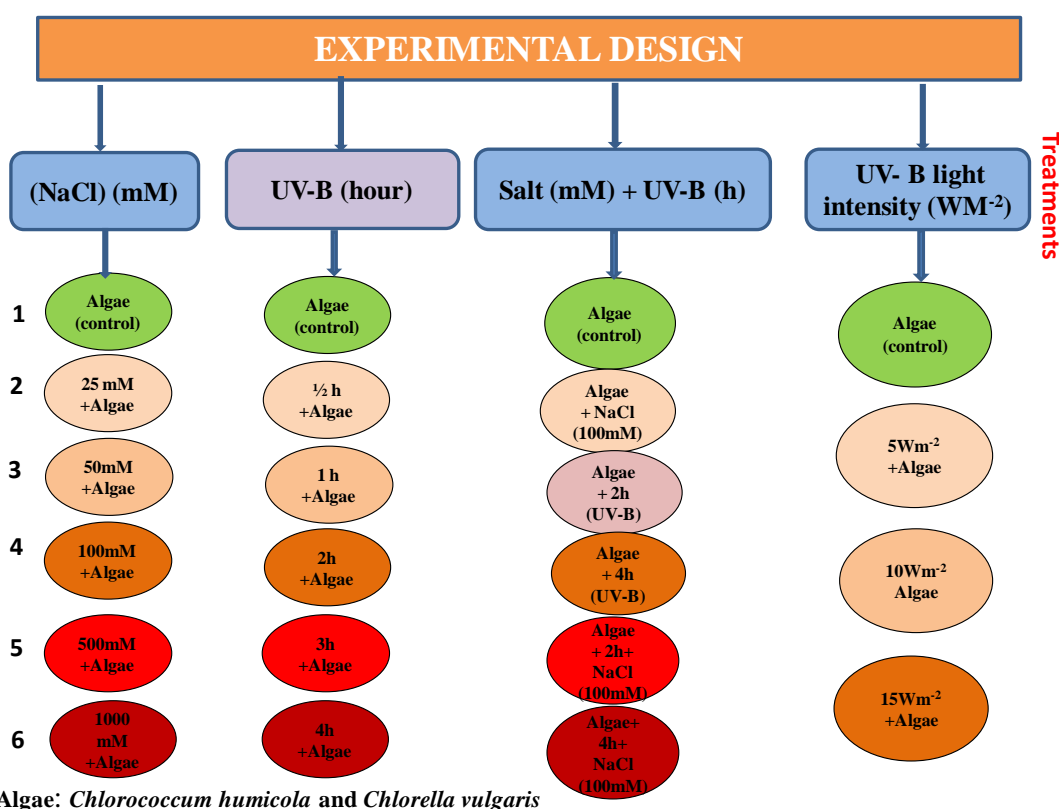 EXPERIMENTAL DESIGN
Treatments
(NaCl) (mM)
UV-B (hour)
Salt (mM) + UV-B (h)
UV- B light
intensity (WM⁻²)
1
2
3
4
5
6
Algae
(control)
25 mM
+Algae
50mM
+Algae
100mM
+Algae
500mM
+Algae
1000
mM
+Algae
Algae
(control)
½ h
+Algae
1 h
+Algae
2h
+Algae
3h
+Algae
4h
+Algae
Algae
(control)
Algae
+ NaCl
(100mM)
Algae
+ 2h
(UV-B)
Algae
+ 4h
(UV-B)
Algae
+ 2h+
NaCl
(100mM)
Algae+
4h+
NaCl
(100mM)
Algae
(control)
5Wm⁻²
+Algae
10Wm⁻²
Algae
15Wm⁻²
+Algae
Algae: Chlorococcum humicola and Chlorella vulgaris